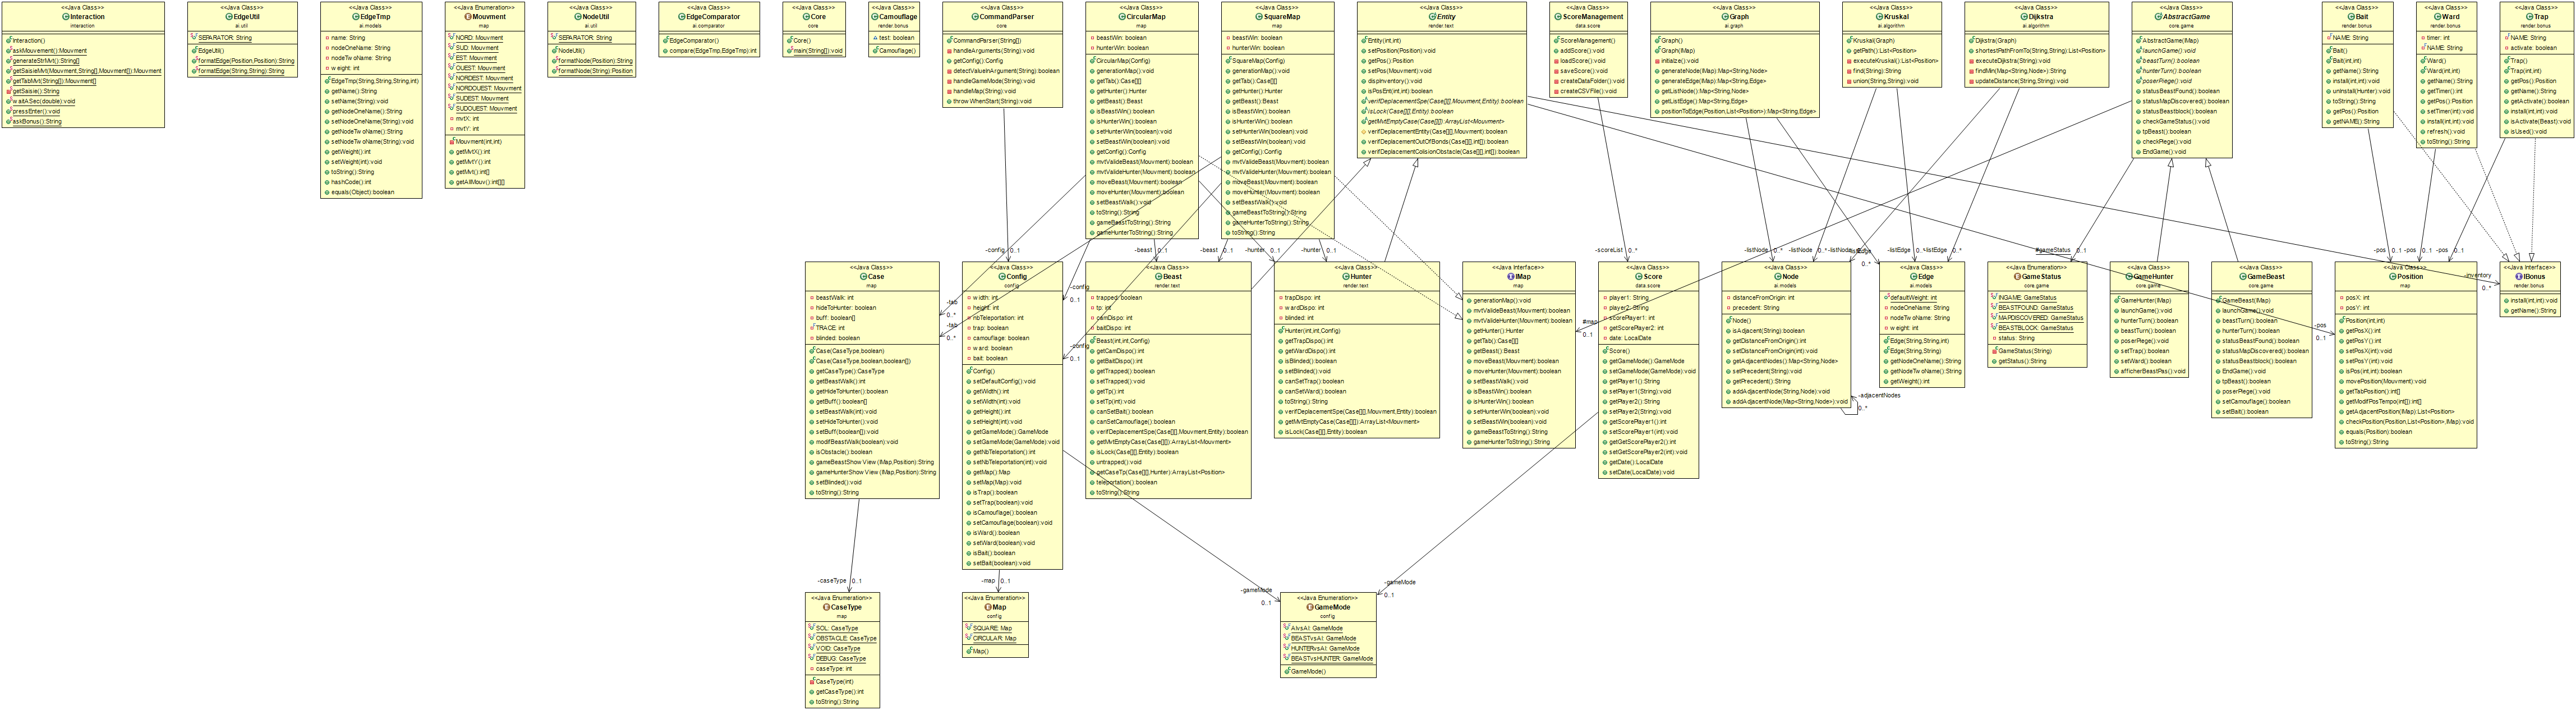 <<Java Class>>
Interaction
interaction
Interaction()
askMouvement():Mouvment
generateStrMvt():String[]
getSaisieMvt(Mouvment,String[],Mouvment[]):Mouvment
getTabMvt(String[]):Mouvment[]
getSaisie():String
waitASec(double):void
pressEnter():void
askBonus():String
<<Java Class>>
EdgeUtil
ai.util
SEPARATOR: String
EdgeUtil()
formatEdge(Position,Position):String
formatEdge(String,String):String
<<Java Class>>
EdgeTmp
ai.models
name: String
nodeOneName: String
nodeTwoName: String
weight: int
EdgeTmp(String,String,String,int)
getName():String
setName(String):void
getNodeOneName():String
setNodeOneName(String):void
getNodeTwoName():String
setNodeTwoName(String):void
getWeight():int
setWeight(int):void
toString():String
hashCode():int
equals(Object):boolean
<<Java Enumeration>>
Mouvment
map
NORD: Mouvment
SUD: Mouvment
EST: Mouvment
OUEST: Mouvment
NORDEST: Mouvment
NORDOUEST: Mouvment
SUDEST: Mouvment
SUDOUEST: Mouvment
mvtX: int
mvtY: int
Mouvment(int,int)
getMvtX():int
getMvtY():int
getMvt():int[]
getAllMouv():int[][]
<<Java Class>>
NodeUtil
ai.util
SEPARATOR: String
NodeUtil()
formatNode(Position):String
formatNode(String):Position
<<Java Class>>
EdgeComparator
ai.comparator
EdgeComparator()
compare(EdgeTmp,EdgeTmp):int
<<Java Class>>
Core
core
Core()
main(String[]):void
<<Java Class>>
Camouflage
render.bonus
test: boolean
Camouflage()
<<Java Class>>
CommandParser
core
CommandParser(String[])
handleArguments(String):void
getConfig():Config
detectValueInArgument(String):boolean
handleGameMode(String):void
handleMap(String):void
throwWhenStart(String):void
<<Java Class>>
CircularMap
map
beastWin: boolean
hunterWin: boolean
CircularMap(Config)
generationMap():void
getTab():Case[][]
getHunter():Hunter
getBeast():Beast
isBeastWin():boolean
isHunterWin():boolean
setHunterWin(boolean):void
setBeastWin(boolean):void
getConfig():Config
mvtValideBeast(Mouvment):boolean
mvtValideHunter(Mouvment):boolean
moveBeast(Mouvment):boolean
moveHunter(Mouvment):boolean
setBeastWalk():void
toString():String
gameBeastToString():String
gameHunterToString():String
<<Java Class>>
SquareMap
map
beastWin: boolean
hunterWin: boolean
SquareMap(Config)
generationMap():void
getTab():Case[][]
getHunter():Hunter
getBeast():Beast
isBeastWin():boolean
isHunterWin():boolean
setHunterWin(boolean):void
setBeastWin(boolean):void
getConfig():Config
mvtValideBeast(Mouvment):boolean
mvtValideHunter(Mouvment):boolean
moveBeast(Mouvment):boolean
moveHunter(Mouvment):boolean
setBeastWalk():void
gameBeastToString():String
gameHunterToString():String
toString():String
<<Java Class>>
Entity
render.text
Entity(int,int)
setPosition(Position):void
getPos():Position
setPos(Mouvment):void
dispInventory():void
isPosEnt(int,int):boolean
verifDeplacementSpe(Case[][],Mouvment,Entity):boolean
isLock(Case[][],Entity):boolean
getMvtEmptyCase(Case[][]):ArrayList<Mouvment>
verifDeplacementEntity(Case[][],Mouvment):boolean
verifDeplacementOutOfBonds(Case[][],int[]):boolean
verifDeplacementColisionObstacle(Case[][],int[]):boolean
<<Java Class>>
ScoreManagement
data.score
ScoreManagement()
addScore():void
loadScore():void
saveScore():void
createDataFolder():void
createCSVFile():void
<<Java Class>>
Graph
ai.graph
Graph()
Graph(IMap)
initialize():void
generateNode(IMap):Map<String,Node>
generateEdge(IMap):Map<String,Edge>
getListNode():Map<String,Node>
getListEdge():Map<String,Edge>
positionToEdge(Position,List<Position>):Map<String,Edge>
<<Java Class>>
Kruskal
ai.algorithm
Kruskal(Graph)
getPath():List<Position>
executeKruskal():List<Position>
find(String):String
union(String,String):void
<<Java Class>>
Dijkstra
ai.algorithm
Dijkstra(Graph)
shortestPathFromTo(String,String):List<Position>
executeDijkstra(String):void
findMin(Map<String,Node>):String
updateDistance(String,String):void
<<Java Class>>
AbstractGame
core.game
AbstractGame(IMap)
launchGame():void
beastTurn():boolean
hunterTurn():boolean
poserPiege():void
statusBeastFound():boolean
statusMapDiscovered():boolean
statusBeastblock():boolean
checkGameStatus():void
tpBeast():boolean
checkPiege():void
EndGame():void
<<Java Class>>
Bait
render.bonus
NAME: String
Bait()
Bait(int,int)
getName():String
install(int,int):void
unInstall(Hunter):void
toString():String
getPos():Position
getNAME():String
<<Java Class>>
Ward
render.bonus
timer: int
NAME: String
Ward()
Ward(int,int)
getName():String
getTimer():int
getPos():Position
setTimer(int):void
install(int,int):void
refresh():void
toString():String
<<Java Class>>
Trap
render.bonus
NAME: String
activate: boolean
Trap()
Trap(int,int)
getPos():Position
getName():String
getActivate():boolean
install(int,int):void
isActivate(Beast):void
isUsed():void
-config
0..1
-beast
0..1
-beast
0..1
-hunter
0..1
-hunter
0..1
-scoreList
0..*
-listNode
0..*
-listNode
0..*
-listNode
0..*
-listEdge
0..*
-listEdge
0..*
#gameStatus
0..1
-pos
0..1
-pos
0..1
-pos
0..1
<<Java Class>>
Case
map
beastWalk: int
hideToHunter: boolean
buff: boolean[]
TRACE: int
blinded: boolean
Case(CaseType,boolean)
Case(CaseType,boolean,boolean[])
getCaseType():CaseType
getBeastWalk():int
getHideToHunter():boolean
getBuff():boolean[]
setBeastWalk(int):void
setHideToHunter():void
setBuff(boolean[]):void
modifBeastWalk(boolean):void
isObstacle():boolean
gameBeastShowView(IMap,Position):String
gameHunterShowView(IMap,Position):String
setBlinded():void
toString():String
-tab
0..*
-tab
0..*
<<Java Class>>
Config
config
width: int
height: int
nbTeleportation: int
trap: boolean
camouflage: boolean
ward: boolean
bait: boolean
Config()
setDefaultConfig():void
getWidth():int
setWidth(int):void
getHeight():int
setHeight(int):void
getGameMode():GameMode
setGameMode(GameMode):void
getNbTeleportation():int
setNbTeleportation(int):void
getMap():Map
setMap(Map):void
isTrap():boolean
setTrap(boolean):void
isCamouflage():boolean
setCamouflage(boolean):void
isWard():boolean
setWard(boolean):void
isBait():boolean
setBait(boolean):void
-config
0..1
-config
0..1
<<Java Class>>
Beast
render.text
trapped: boolean
tp: int
camDispo: int
baitDispo: int
Beast(int,int,Config)
getCamDispo():int
getBaitDispo():int
getTrapped():boolean
setTrapped():void
getTp():int
setTp(int):void
canSetBait():boolean
canSetCamouflage():boolean
verifDeplacementSpe(Case[][],Mouvment,Entity):boolean
getMvtEmptyCase(Case[][]):ArrayList<Mouvment>
isLock(Case[][],Entity):boolean
untrapped():void
getCaseTp(Case[][],Hunter):ArrayList<Position>
teleportation():boolean
toString():String
<<Java Class>>
Hunter
render.text
trapDispo: int
wardDispo: int
blinded: int
Hunter(int,int,Config)
getTrapDispo():int
getWardDispo():int
isBlinded():boolean
setBlinded():void
canSetTrap():boolean
canSetWard():boolean
toString():String
verifDeplacementSpe(Case[][],Mouvment,Entity):boolean
getMvtEmptyCase(Case[][]):ArrayList<Mouvment>
isLock(Case[][],Entity):boolean
<<Java Interface>>
IMap
map
generationMap():void
mvtValideBeast(Mouvment):boolean
mvtValideHunter(Mouvment):boolean
getHunter():Hunter
getTab():Case[][]
getBeast():Beast
moveBeast(Mouvment):boolean
moveHunter(Mouvment):boolean
setBeastWalk():void
isBeastWin():boolean
isHunterWin():boolean
setHunterWin(boolean):void
setBeastWin(boolean):void
gameBeastToString():String
gameHunterToString():String
#map
0..1
<<Java Class>>
Score
data.score
player1: String
player2: String
scorePlayer1: int
getScorePlayer2: int
date: LocalDate
Score()
getGameMode():GameMode
setGameMode(GameMode):void
getPlayer1():String
setPlayer1(String):void
getPlayer2():String
setPlayer2(String):void
getScorePlayer1():int
setScorePlayer1(int):void
getGetScorePlayer2():int
setGetScorePlayer2(int):void
getDate():LocalDate
setDate(LocalDate):void
<<Java Class>>
Node
ai.models
distanceFromOrigin: int
precedent: String
Node()
isAdjacent(String):boolean
getDistanceFromOrigin():int
setDistanceFromOrigin(int):void
getAdjacentNodes():Map<String,Node>
setPrecedent(String):void
getPrecedent():String
addAdjacentNode(String,Node):void
addAdjacentNode(Map<String,Node>):void
-adjacentNodes
0..*
0..*
<<Java Class>>
Edge
ai.models
defaultWeight: int
nodeOneName: String
nodeTwoName: String
weight: int
Edge(String,String,int)
Edge(String,String)
getNodeOneName():String
getNodeTwoName():String
getWeight():int
<<Java Enumeration>>
GameStatus
core.game
INGAME: GameStatus
BEASTFOUND: GameStatus
MAPDISCOVERED: GameStatus
BEASTBLOCK: GameStatus
status: String
GameStatus(String)
getStatus():String
<<Java Class>>
GameHunter
core.game
GameHunter(IMap)
launchGame():void
hunterTurn():boolean
beastTurn():boolean
poserPiege():void
setTrap():boolean
setWard():boolean
afficherBeastPas():void
<<Java Class>>
GameBeast
core.game
GameBeast(IMap)
launchGame():void
beastTurn():boolean
hunterTurn():boolean
statusBeastFound():boolean
statusMapDiscovered():boolean
statusBeastblock():boolean
EndGame():void
tpBeast():boolean
poserPiege():void
setCamouflage():boolean
setBait():boolean
-pos
0..1
<<Java Class>>
Position
map
posX: int
posY: int
Position(int,int)
getPosX():int
getPosY():int
setPosX(int):void
setPosY(int):void
isPos(int,int):boolean
movePosition(Mouvment):void
getTabPosition():int[]
getModifPosTempo(int[]):int[]
getAdjacentPosition(IMap):List<Position>
checkPosition(Position,List<Position>,IMap):void
equals(Position):boolean
toString():String
-inventory
0..*
<<Java Interface>>
IBonus
render.bonus
install(int,int):void
getName():String
-caseType
0..1
<<Java Enumeration>>
CaseType
map
SOL: CaseType
OBSTACLE: CaseType
VOID: CaseType
DEBUG: CaseType
caseType: int
CaseType(int)
getCaseType():int
toString():String
-map
0..1
<<Java Enumeration>>
Map
config
SQUARE: Map
CIRCULAR: Map
Map()
-gameMode
0..1
-gameMode
0..1
<<Java Enumeration>>
GameMode
config
AIvsAI: GameMode
BEASTvsAI: GameMode
HUNTERvsAI: GameMode
BEASTvsHUNTER: GameMode
GameMode()